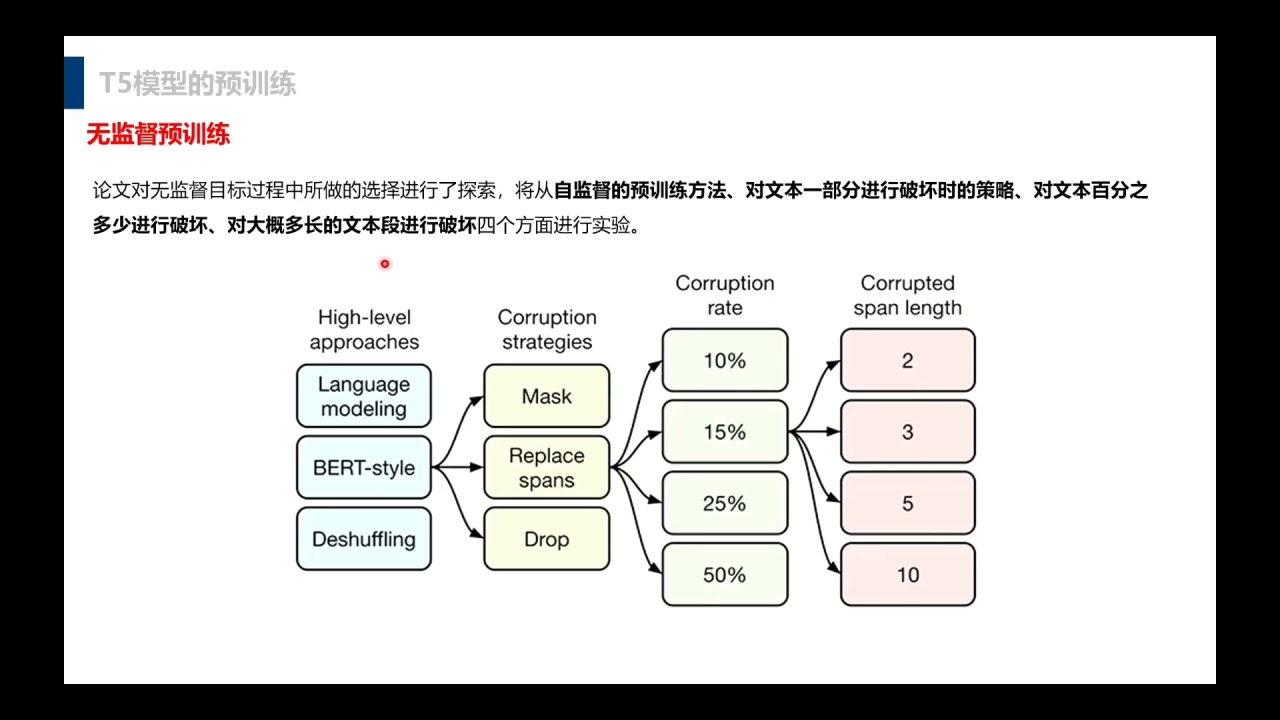 T5模型的预训练
无监督预训练
论文对无监督目标过程中所做的选择进行了探索，将从自监督的预训练方法、对文本一部分进行破坏时的策略、对文本百分之
多少进行破坏、对大概多长的文本段进行破坏四个方面进行实验。
High-level
approaches
Language
modeling
BERT-style
Deshuffling
Corruption
strategies
Mask
Replace
spans
Drop
Corruption
rate
10%
15%
25%
50%
Corrupted
span length
2
3
5
10